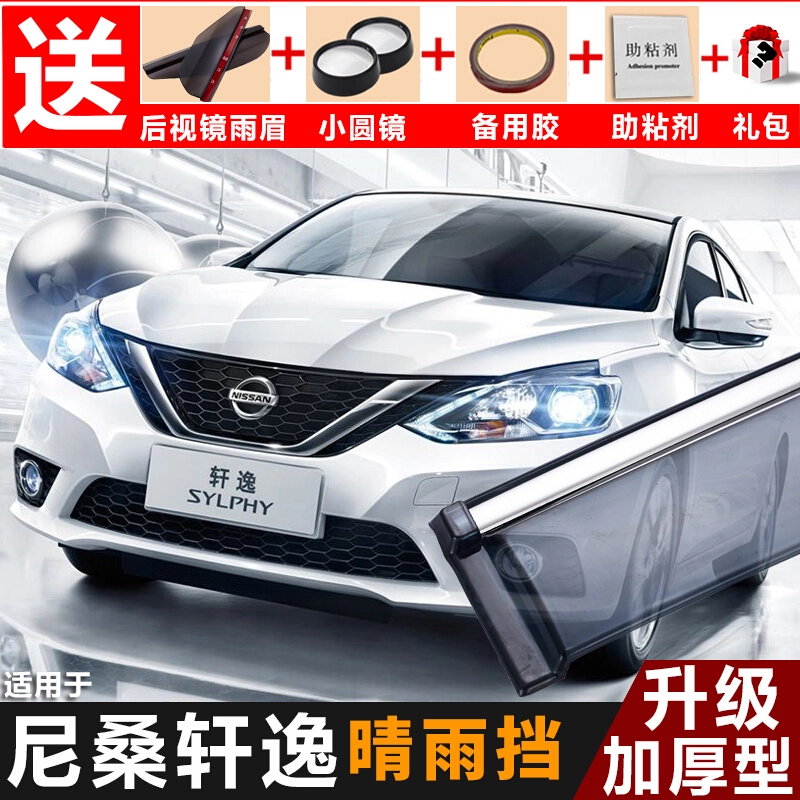 送
助粘剂
Adhesion promoter
后视镜雨眉
小圆镜
备用胶
助粘剂
礼包
NISSAN
轩逸
SYLPHY
适用于
尼桑轩逸晴雨挡
升级
加厚型